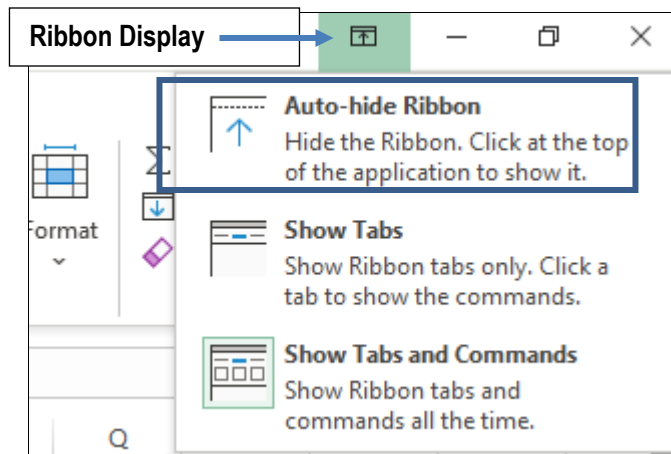 Ribbon Display
Auto-hide Ribbon
Hide the Ribbon. Click at the top
of the application to show it.
Format
Show Tabs
Show Ribbon tabs only. Click a
tab to show the commands.
Show Tabs and Commands
Show Ribbon tabs and
commands all the time.
Q